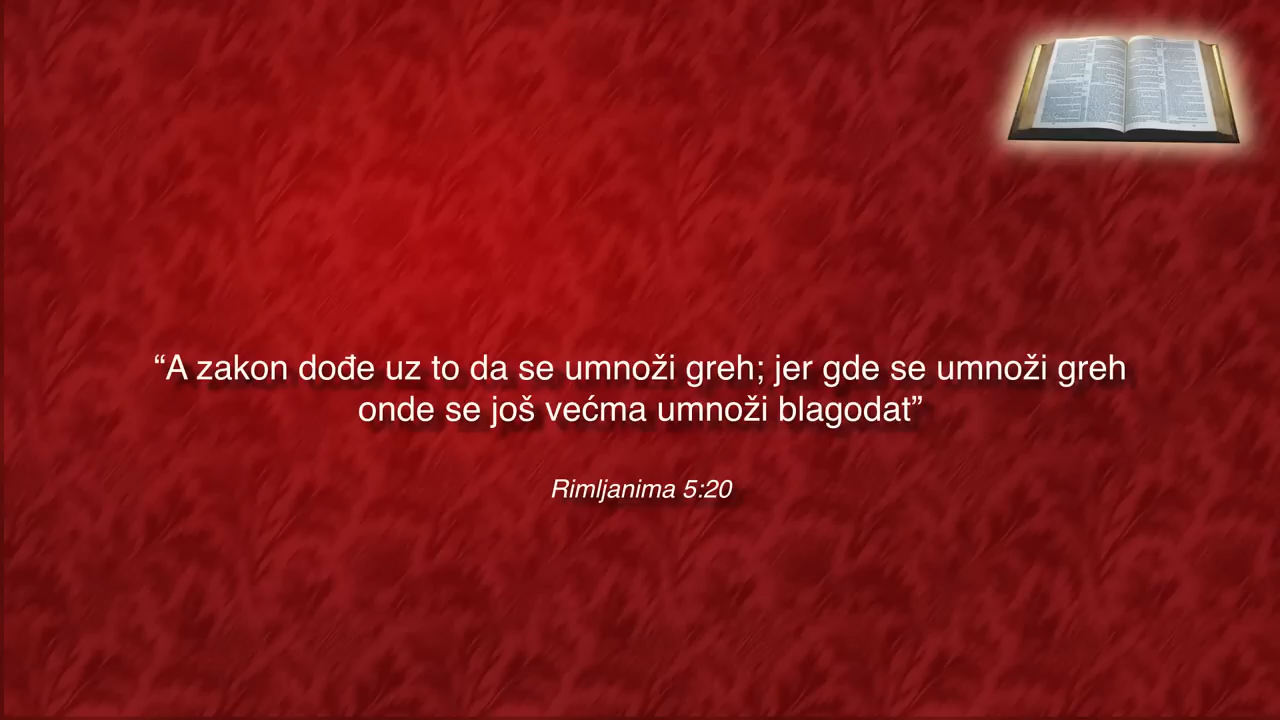 “A zakon dođe uz to da se umnoži greh; jer gde se umnoži greh
onde se još većma umnoži blagodat”
Rimljanima 5:20